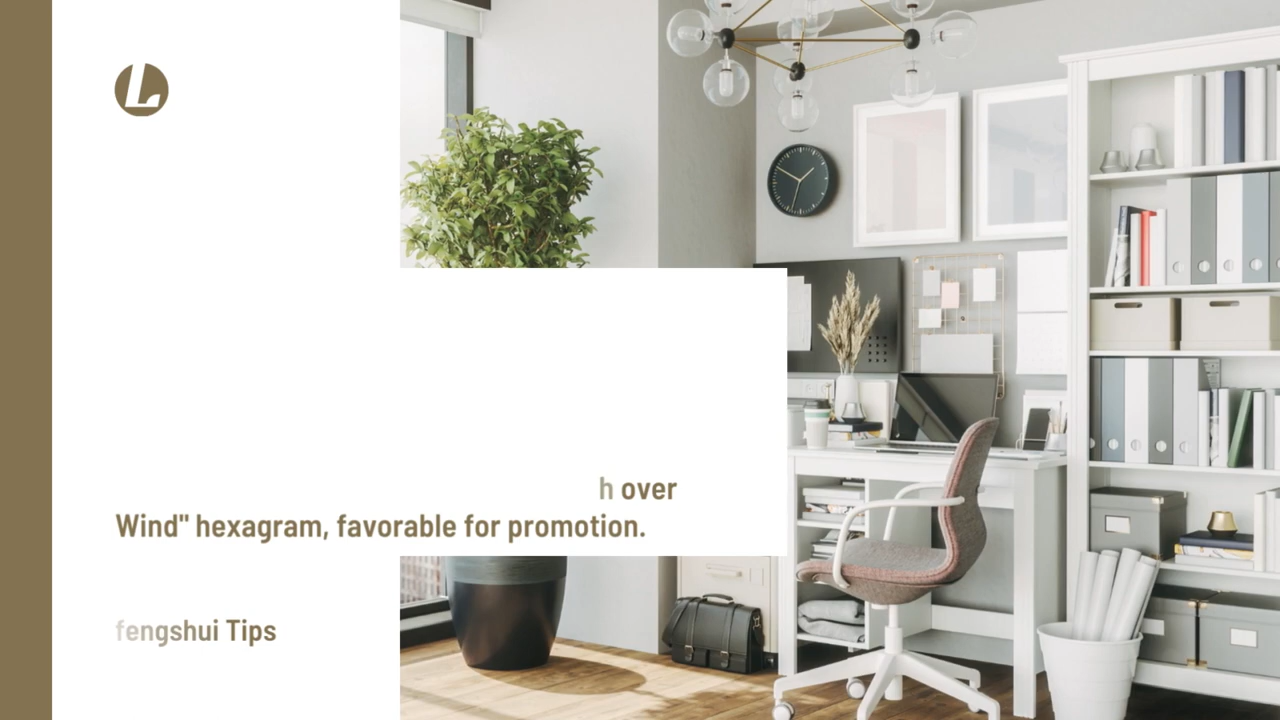 L
h over
Wind" hexagram, favorable for promotion.
fengshui Tips